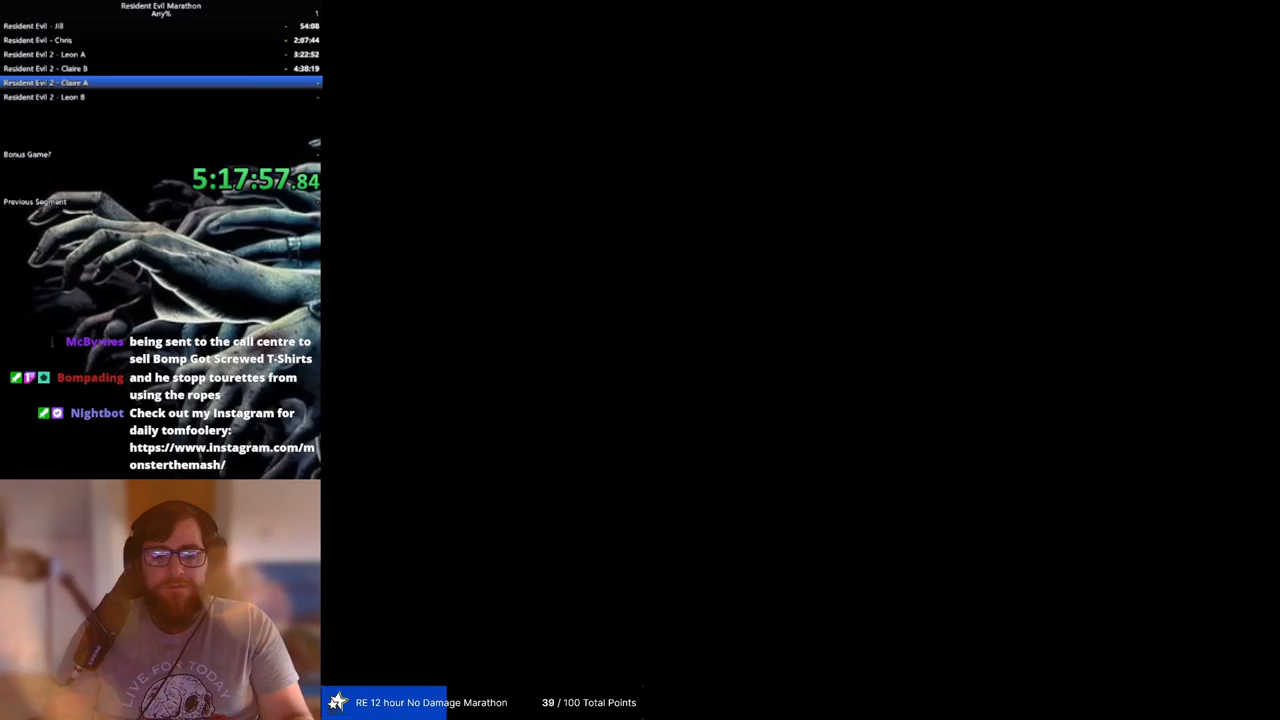 Resident Evil Marathon
Any%
1
Resident Evil - Jill - 54:08
Resident Evil - Chris - 2:07:44
Resident Evil 2 - Leon A - 3:22:52
Resident Evil 2 - Claire B - 4:38:19
Resident Evil 2 - Claire A -
Resident Evil 2 - Leon B -
Bonus Game? -
5:17:57.84
Previous Segment -
McByrnes being sent to the call centre to
sell Bomp Got Screwed T-Shirts
Bompading and he stopp tourettes from
using the ropes
Nightbot Check out my Instagram for
daily tomfoolery:
https://www.instagram.com/m
onsterthemash/
LIVE FOR TODAY
RE 12 hour No Damage Marathon 39 / 100 Total Points